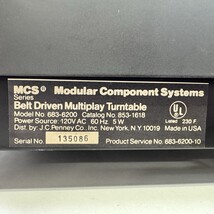 MCS® Modular Component Systems
Series
Belt Driven Multiplay Turntable
Model No. 683-6200 Catalog No. 853-1618
Power Source: 120V AC 60 Hz 5 W
Dist by: J.C. Penney Co. Inc. New York, N.Y. 10019
Serial No. 135086
Product Service No. 683-6200-10
UL
®
Listed 230 F
Made in USA